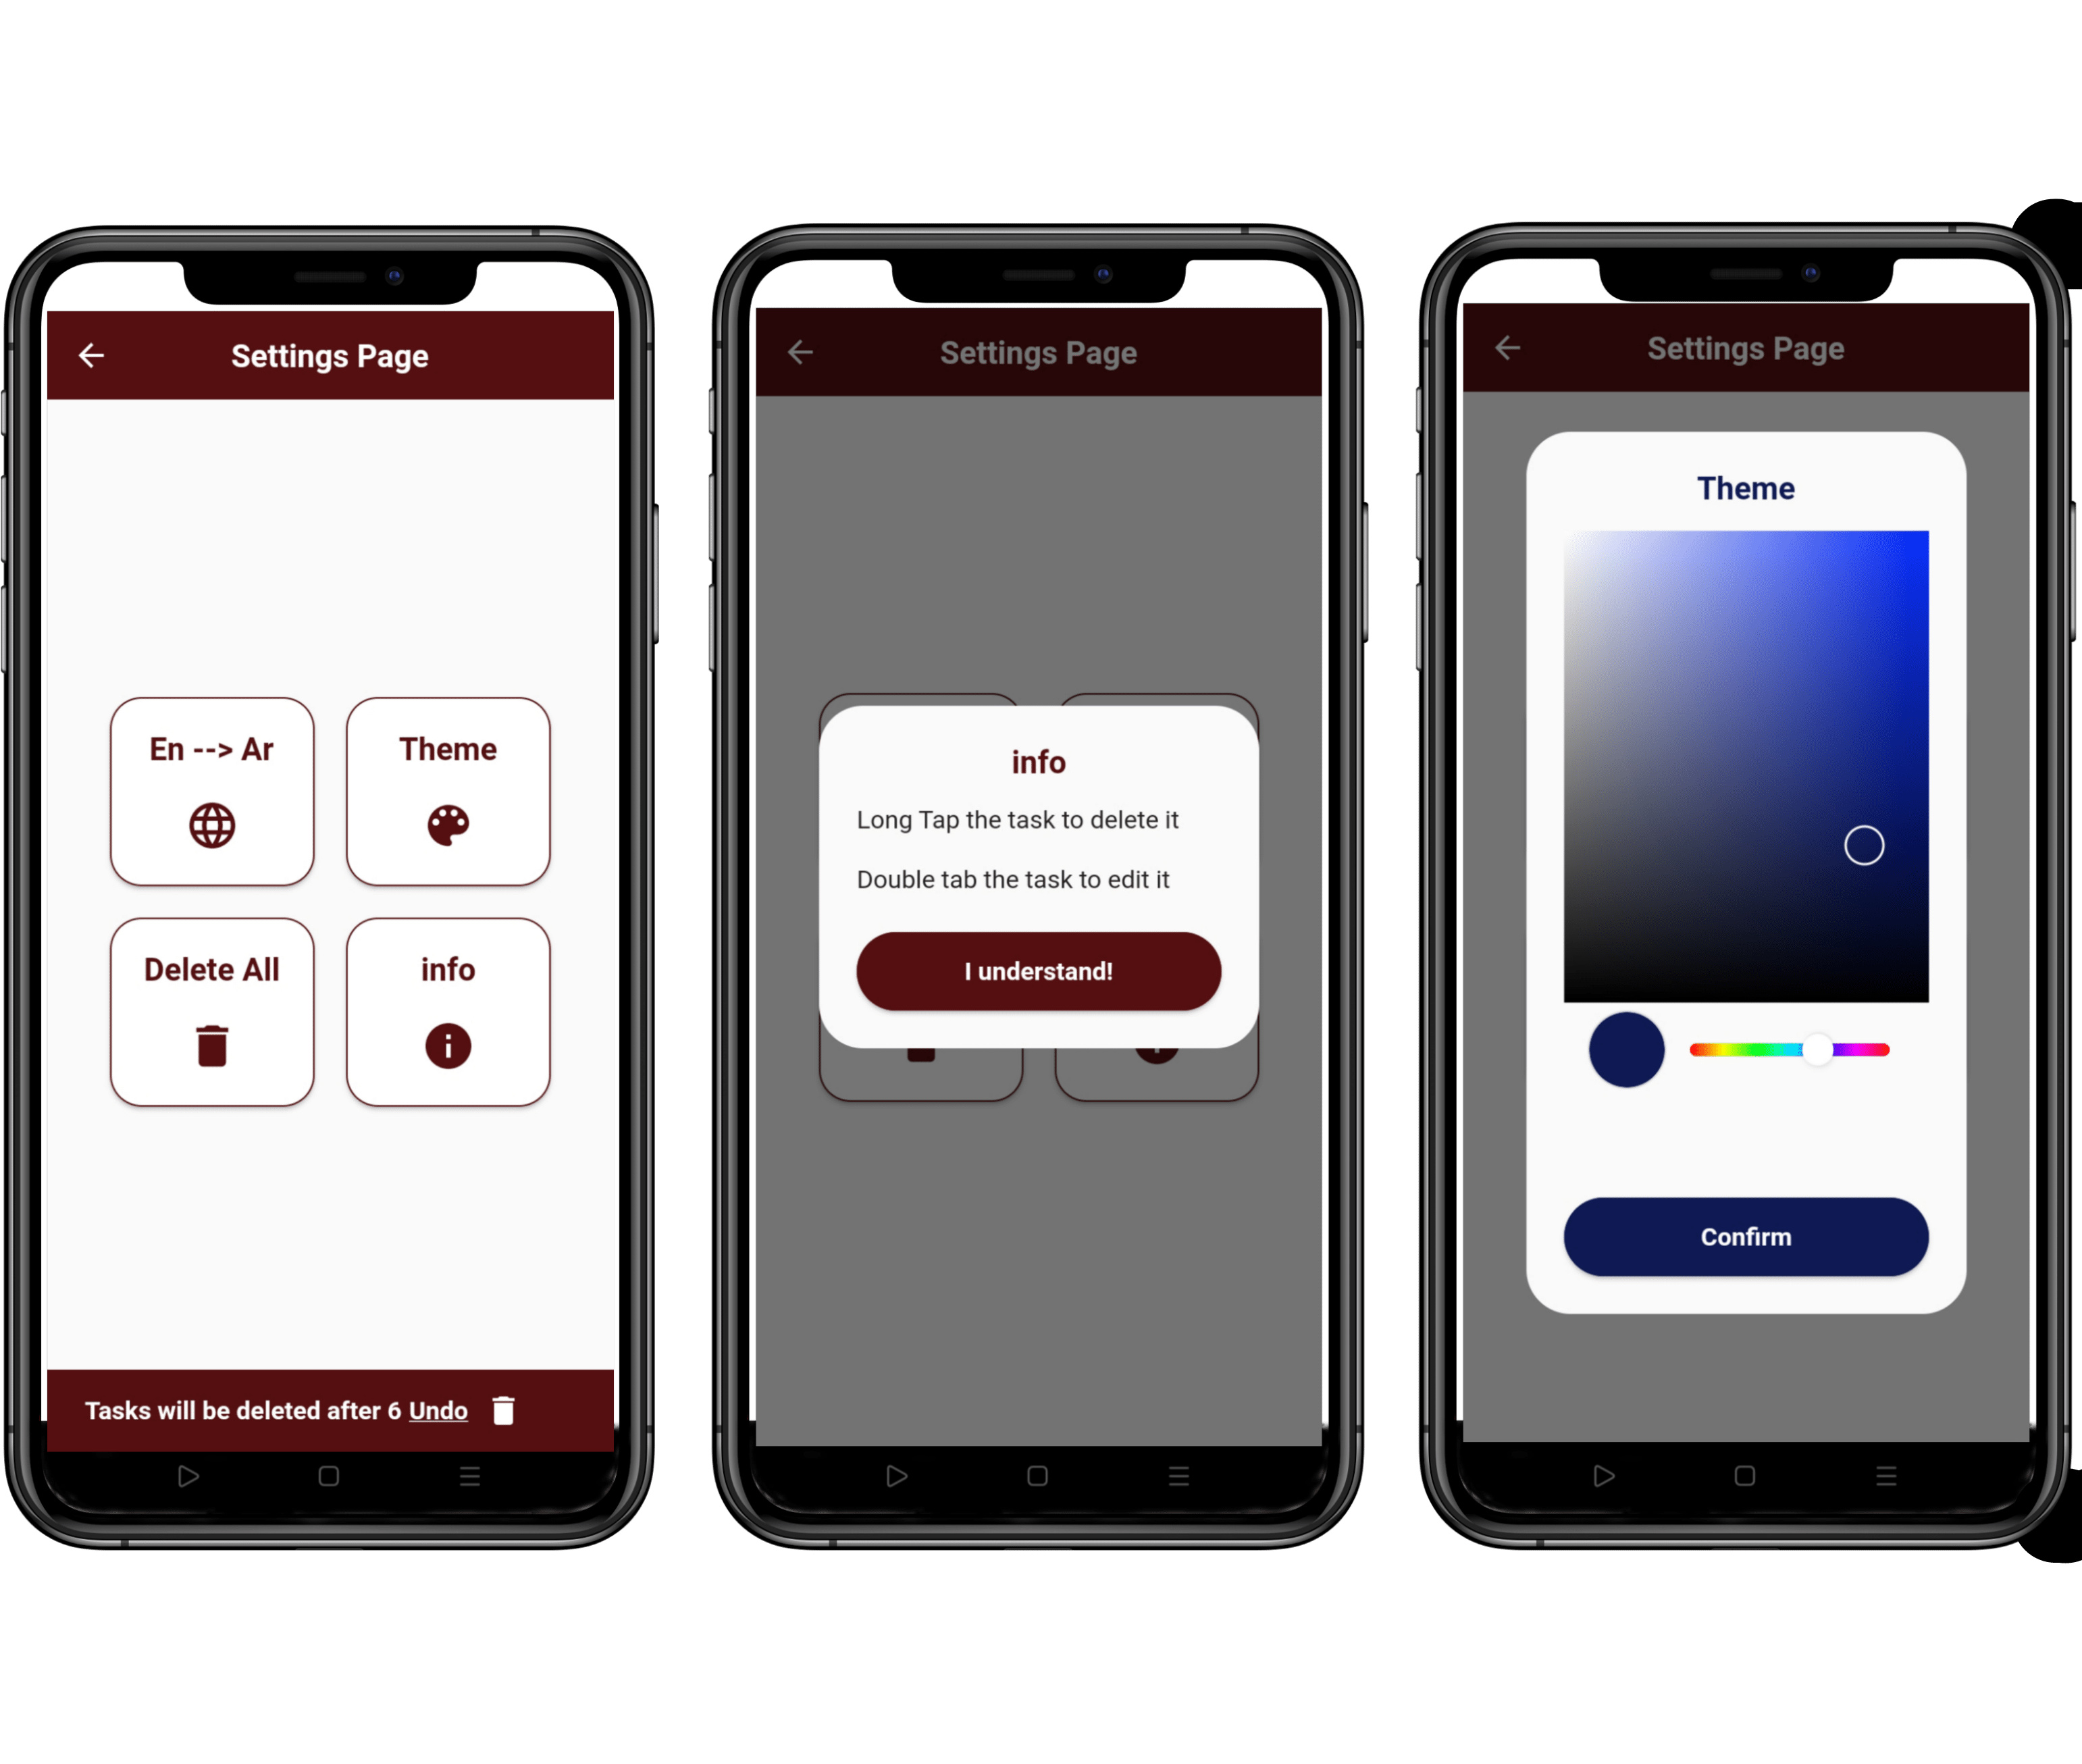 Settings Page
En --> Ar
Theme
Delete All
info
Tasks will be deleted after 6 Undo
Settings Page
info
Long Tap the task to delete it
Double tab the task to edit it
I understand!
Settings Page
Theme
Confirm